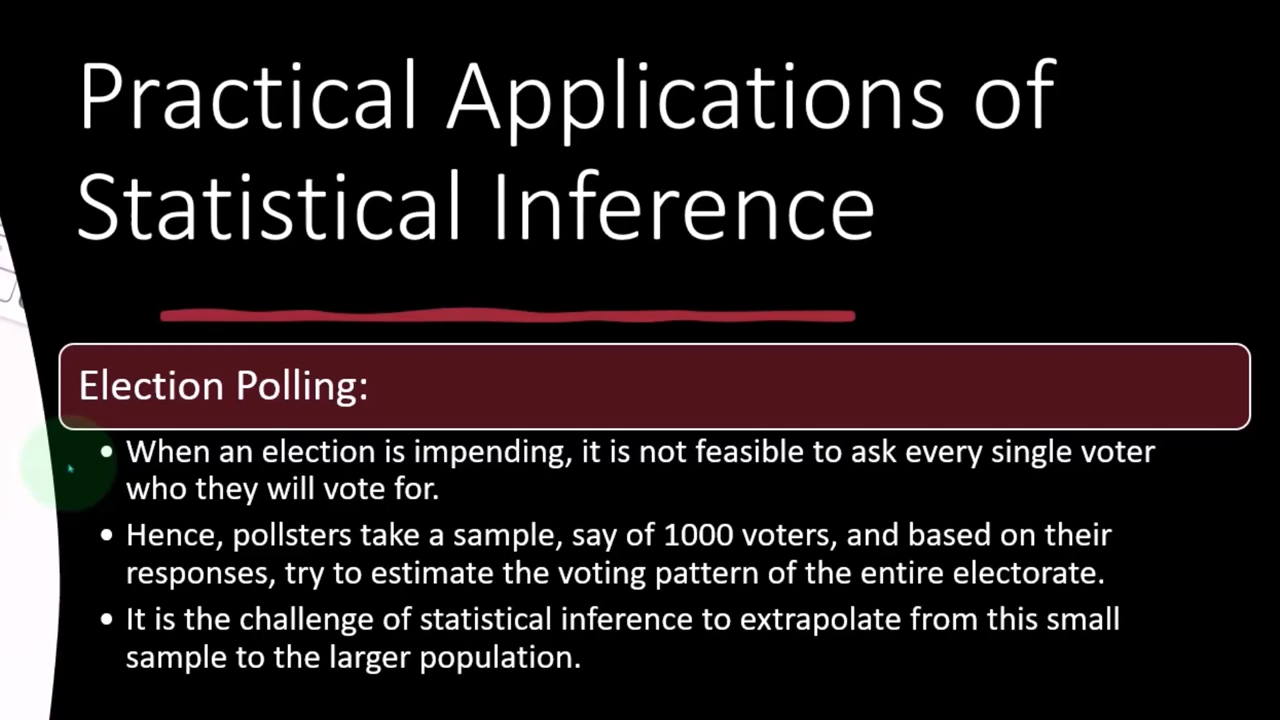 Practical Applications of
Statistical Inference
Election Polling:
• When an election is impending, it is not feasible to ask every single voter
who they will vote for.
• Hence, pollsters take a sample, say of 1000 voters, and based on their
responses, try to estimate the voting pattern of the entire electorate.
• It is the challenge of statistical inference to extrapolate from this small
sample to the larger population.